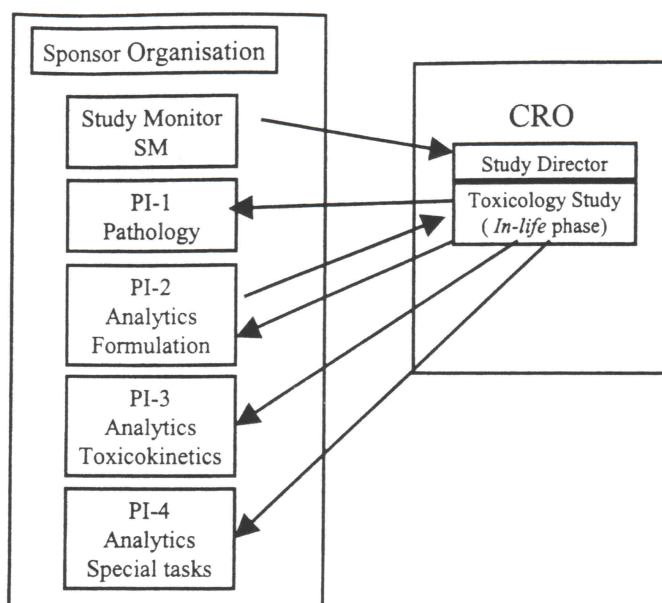 Sponsor Organisation
Study Monitor
SM
PI-1
Pathology
PI-2
Analytics
Formulation
PI-3
Analytics
Toxicokinetics
PI-4
Analytics
Special tasks
CRO
Study Director
Toxicology Study
( In-life phase)